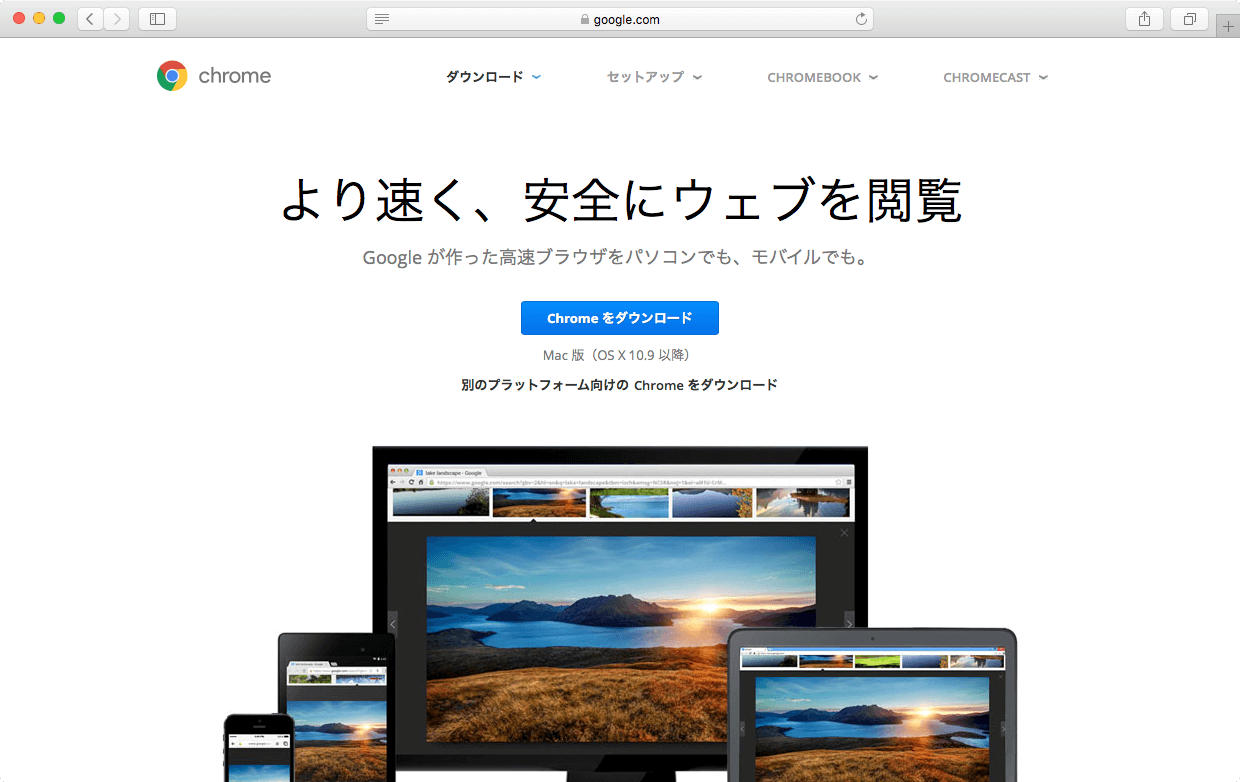 google.com
chrome
ダウンロード
セットアップ
CHROMEBOOK
CHROMECAST
より速く、安全にウェブを閲覧
Google が作った高速ブラウザをパソコンでも、モバイルでも。
Chrome をダウンロード
Mac 版（OS X 10.9 以降）
別のプラットフォーム向けの Chrome をダウンロード
lake landscape - Google